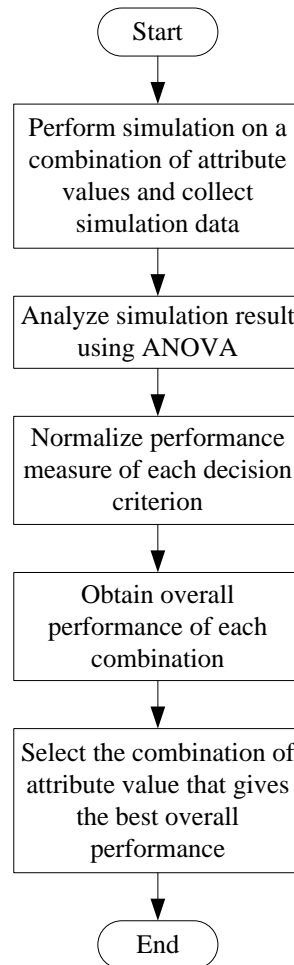 Start
Perform simulation on a
combination of attribute
values and collect
simulation data
Analyze simulation result
using ANOVA
Normalize performance
measure of each decision
criterion
Obtain overall
performance of each
combination
Select the combination of
attribute value that gives
the best overall
performance
End